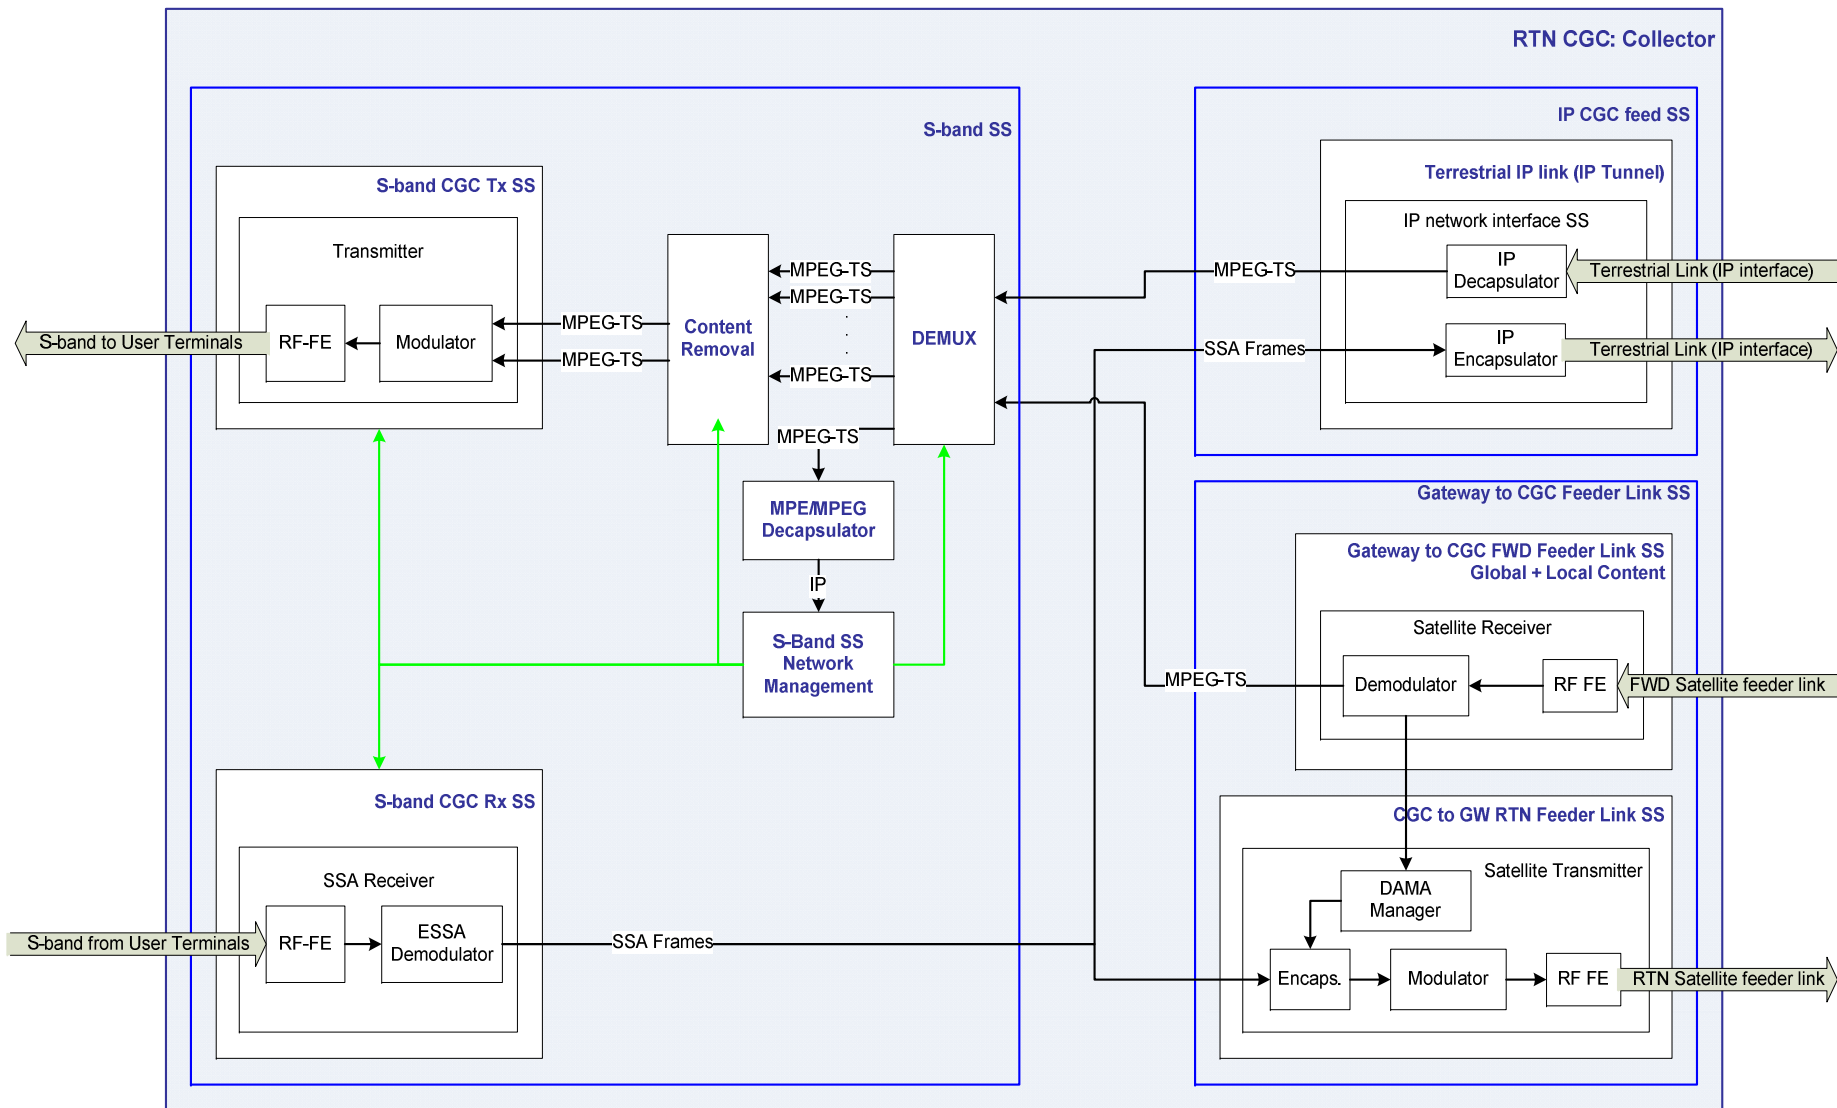 RTN CGC: Collector
S-band SS
IP CGC feed SS
S-band CGC Tx SS
Transmitter
RF-FE
Modulator
S-band to User Terminals
MPEG-TS
MPEG-TS
Content
Removal
MPEG-TS
MPEG-TS
MPEG-TS
DEMUX
MPEG-TS
MPE/MPEG
Decapsulator
IP
S-Band SS
Network
Management
Terrestrial IP link (IP Tunnel)
IP network interface SS
MPEG-TS
IP
Decapsulator
Terrestrial Link (IP interface)
SSA Frames
IP
Encapsulator
Terrestrial Link (IP interface)
Gateway to CGC Feeder Link SS
Gateway to CGC FWD Feeder Link SS
Global + Local Content
Satellite Receiver
MPEG-TS
Demodulator
RF FE
FWD Satellite feeder link
S-band CGC Rx SS
SSA Receiver
S-band from User Terminals
RF-FE
ESSA
Demodulator
SSA Frames
CGC to GW RTN Feeder Link SS
Satellite Transmitter
DAMA
Manager
Encaps.
Modulator
RF FE
RTN Satellite feeder link